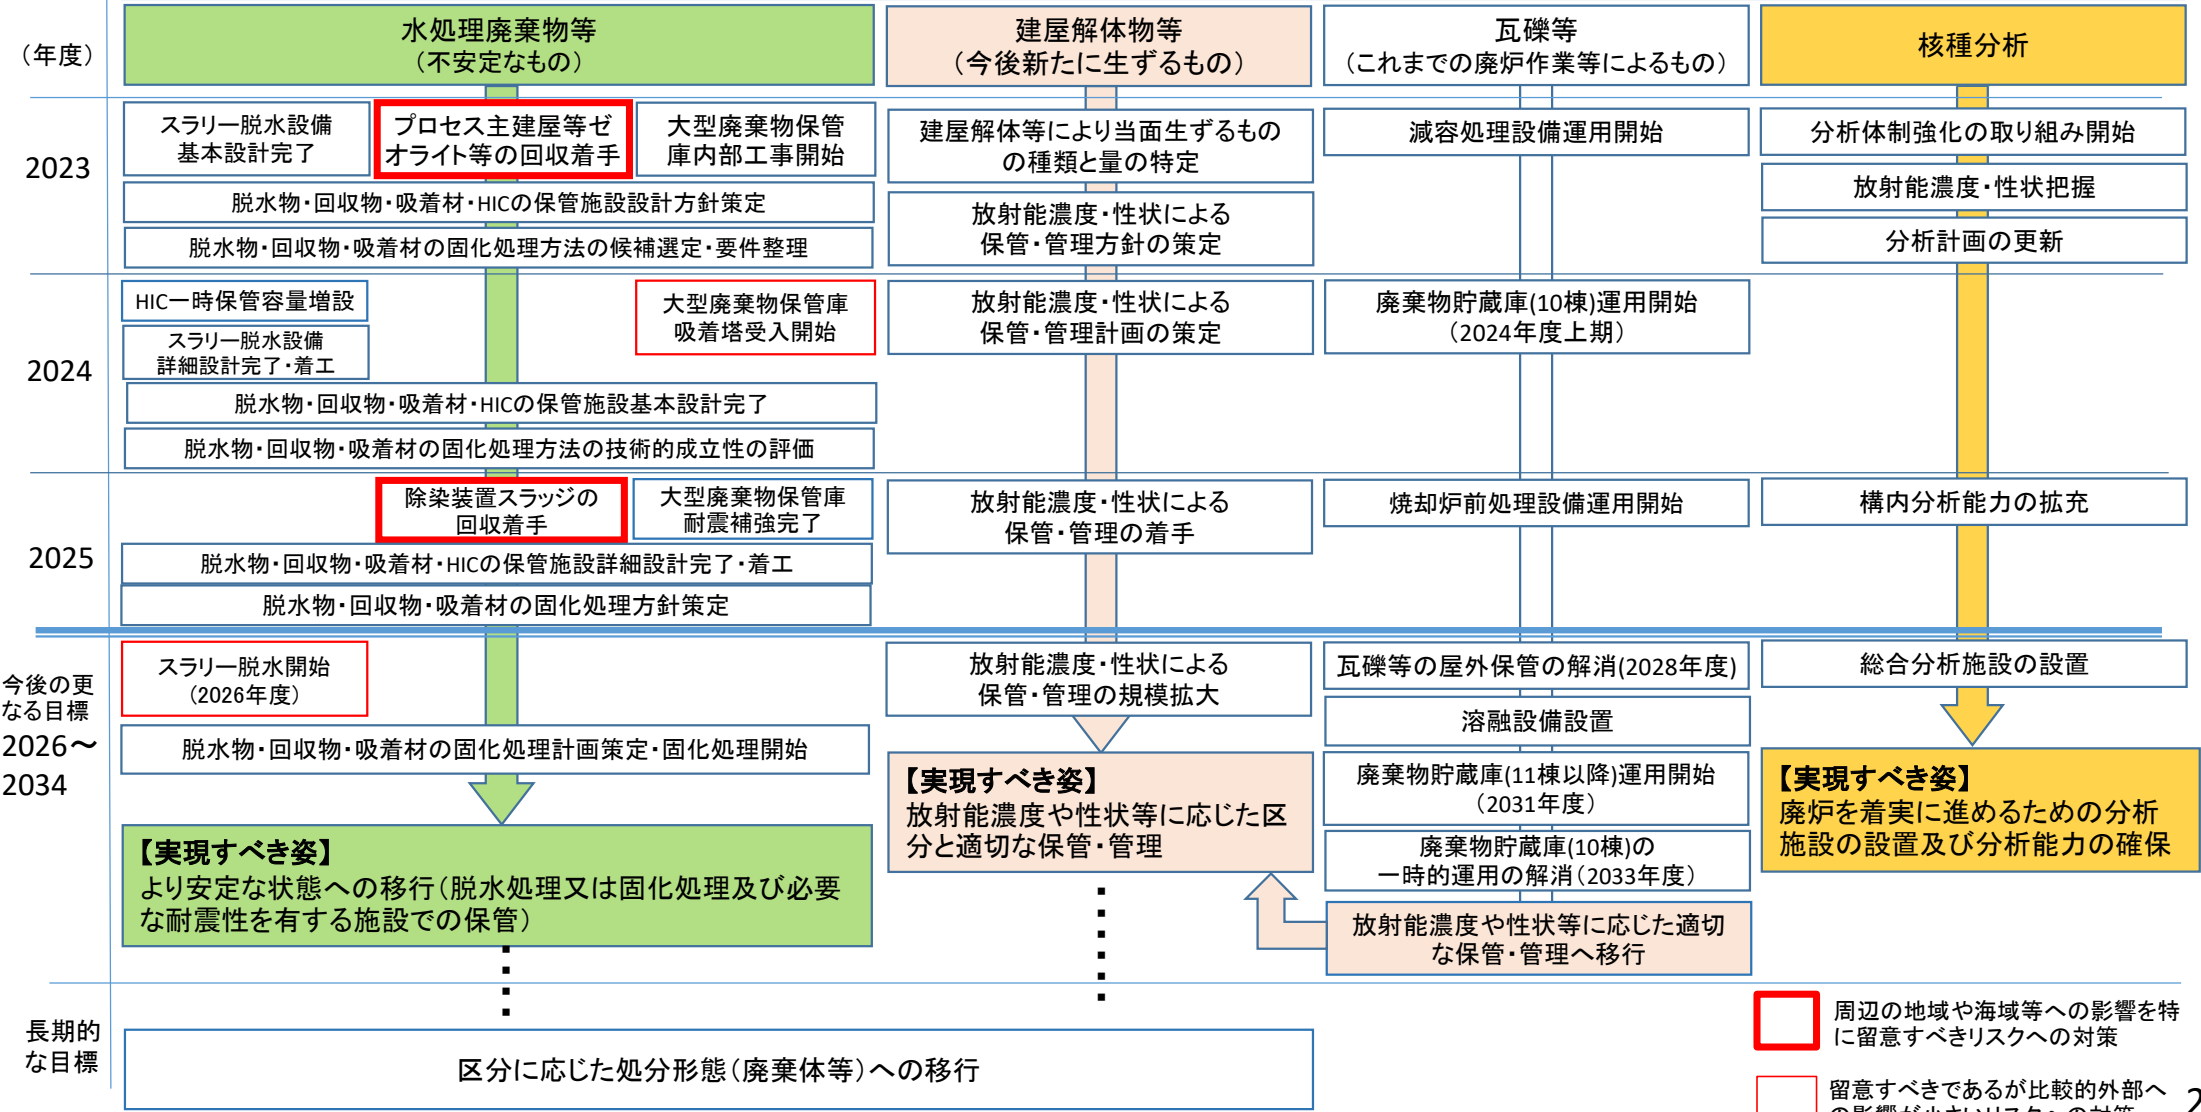 （年度）
水処理廃棄物等
（不安定なもの）
建屋解体物等
（今後新たに生ずるもの）
瓦礫等
（これまでの廃炉作業等によるもの）
核種分析
2023
スラリー脱水設備
基本設計完了
プロセス主建屋等ゼ
オライト等の回収着手
大型廃棄物保管
庫内部工事開始
脱水物・回収物・吸着材・HICの保管施設設計方針策定
脱水物・回収物・吸着材の固化処理方法の候補選定・要件整理
建屋解体等により当面生ずるもの
の種類と量の特定
放射能濃度・性状による
保管・管理方針の策定
減容処理設備運用開始
分析体制強化の取り組み開始
放射能濃度・性状把握
分析計画の更新
2024
HIC一時保管容量増設
スラリー脱水設備
詳細設計完了・着工
大型廃棄物保管庫
吸着塔受入開始
脱水物・回収物・吸着材・HICの保管施設基本設計完了
脱水物・回収物・吸着材の固化処理方法の技術的成立性の評価
放射能濃度・性状による
保管・管理計画の策定
廃棄物貯蔵庫(10棟)運用開始
（2024年度上期）
2025
除染装置スラッジの
回収着手
大型廃棄物保管庫
耐震補強完了
脱水物・回収物・吸着材・HICの保管施設詳細設計完了・着工
脱水物・回収物・吸着材の固化処理方針策定
放射能濃度・性状による
保管・管理の着手
焼却炉前処理設備運用開始
構内分析能力の拡充
今後の更
なる目標
2026～
2034
スラリー脱水開始
（2026年度）
脱水物・回収物・吸着材の固化処理計画策定・固化処理開始
【実現すべき姿】
より安定な状態への移行（脱水処理又は固化処理及び必要
な耐震性を有する施設での保管）
放射能濃度・性状による
保管・管理の規模拡大
【実現すべき姿】
放射能濃度や性状等に応じた区
分と適切な保管・管理
瓦礫等の屋外保管の解消(2028年度)
溶融設備設置
廃棄物貯蔵庫(11棟以降)運用開始
（2031年度）
廃棄物貯蔵庫(10棟)の
一時的運用の解消（2033年度）
放射能濃度や性状等に応じた適切
な保管・管理へ移行
総合分析施設の設置
【実現すべき姿】
廃炉を着実に進めるための分析
施設の設置及び分析能力の確保
長期的
な目標
区分に応じた処分形態（廃棄体等）への移行
周辺の地域や海域等への影響を特
に留意すべきリスクへの対策
留意すべきであるが比較的外部へ
の影響が小さいリスクへの対策
2